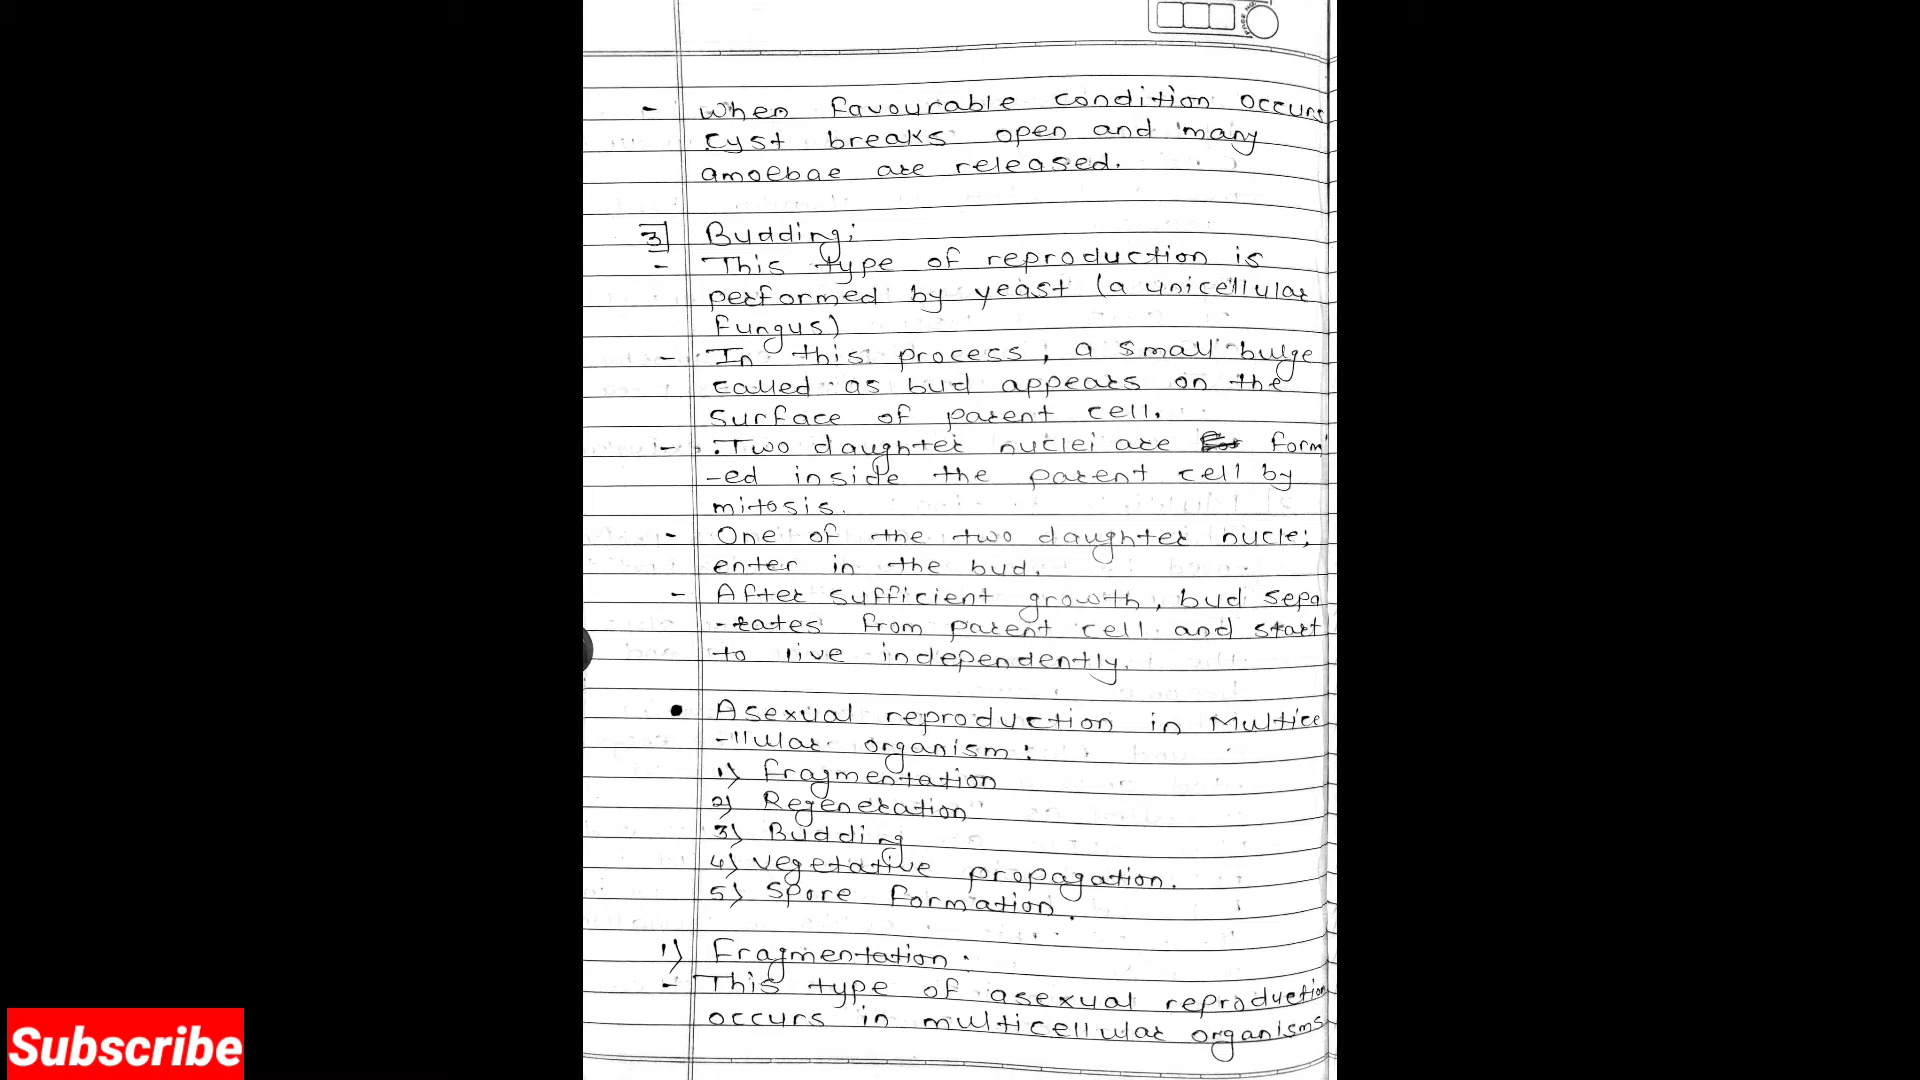 - When favourable condition occurs
cyst breaks open and many
amoebae are released.
3] Budding;
- This type of reproduction is
performed by yeast (a unicellular
fungus)
- In this process, a small bulge
called as bud appears on the
surface of parent cell.
- Two daughter nuclei are form
-ed inside the parent cell by
mitosis.
- One of the two daughter nuclei
enter in the bud.
- After sufficient growth, bud sepa
-rates from parent cell and start
to live independently.
• Asexual reproduction in Multice
-llular organism:
1) Fragmentation
2) Regeneration
3) Budding
4) Vegetative propagation.
5) Spore formation.
1) Fragmentation.
- This type of asexual reproduction
occurs in multicellular organisms
Subscribe